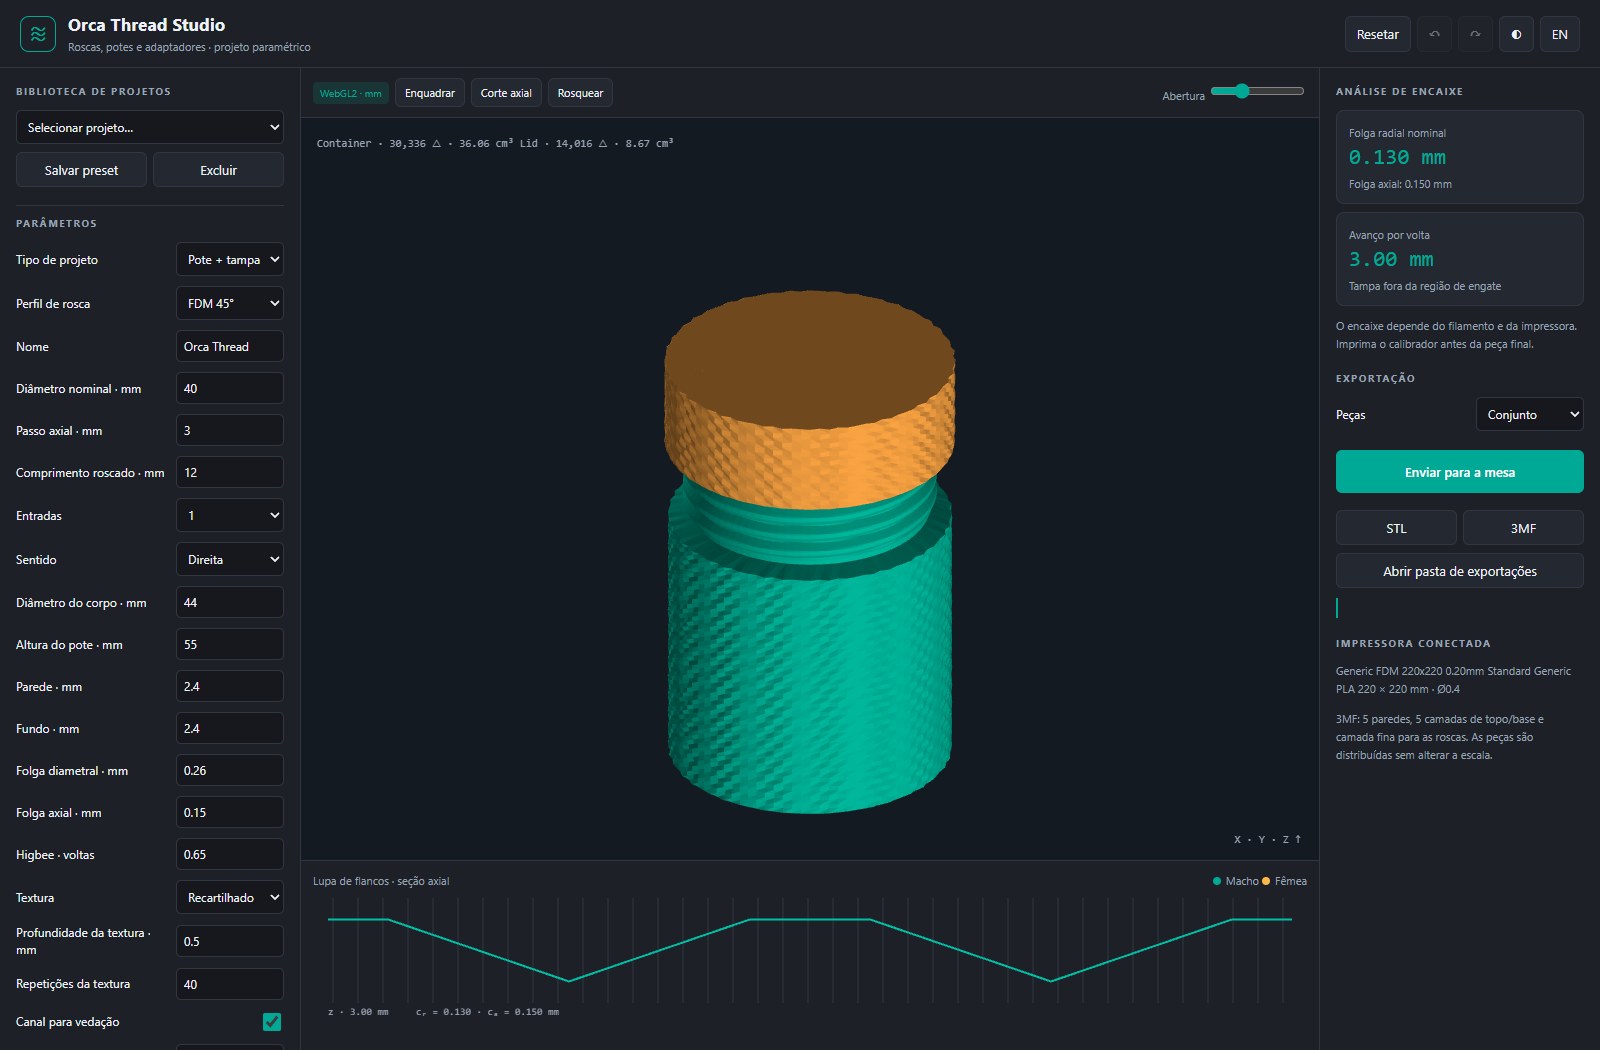 Orca Thread Studio
Roscas, potes e adaptadores · projeto paramétrico
Resetar
EN
BIBLIOTECA DE PROJETOS
Selecionar projeto...
Salvar preset
Excluir
PARÂMETROS
Tipo de projeto
Pote + tampa
Perfil de rosca
FDM 45°
Nome
Orca Thread
Diâmetro nominal · mm
40
Passo axial · mm
3
Comprimento roscado · mm
12
Entradas
1
Sentido
Direita
Diâmetro do corpo · mm
44
Altura do pote · mm
55
Parede · mm
2.4
Fundo · mm
2.4
Folga diametral · mm
0.26
Folga axial · mm
0.15
Higbee · voltas
0.65
Textura
Recartilhado
Profundidade da textura ·
mm
0.5
Repetições da textura
40
Canal para vedação
WebGL2 · mm
Enquadrar
Corte axial
Rosquear
Abertura
Container · 30,336 △ · 36.06 cm³ Lid · 14,016 △ · 8.67 cm³
X · Y · Z ↑
Lupa de flancos · seção axial
Macho
Fêmea
z · 3.00 mm
cᵣ = 0.130 · cₐ = 0.150 mm
ANÁLISE DE ENCAIXE
Folga radial nominal
0.130 mm
Folga axial: 0.150 mm
Avanço por volta
3.00 mm
Tampa fora da região de engate
O encaixe depende do filamento e da impressora.
Imprima o calibrador antes da peça final.
EXPORTAÇÃO
Peças
Conjunto
Enviar para a mesa
STL
3MF
Abrir pasta de exportações
IMPRESSORA CONECTADA
Generic FDM 220x220 0.20mm Standard Generic
PLA 220 × 220 mm · Ø0.4
3MF: 5 paredes, 5 camadas de topo/base e
camada fina para as roscas. As peças são
distribuídas sem alterar a escala.